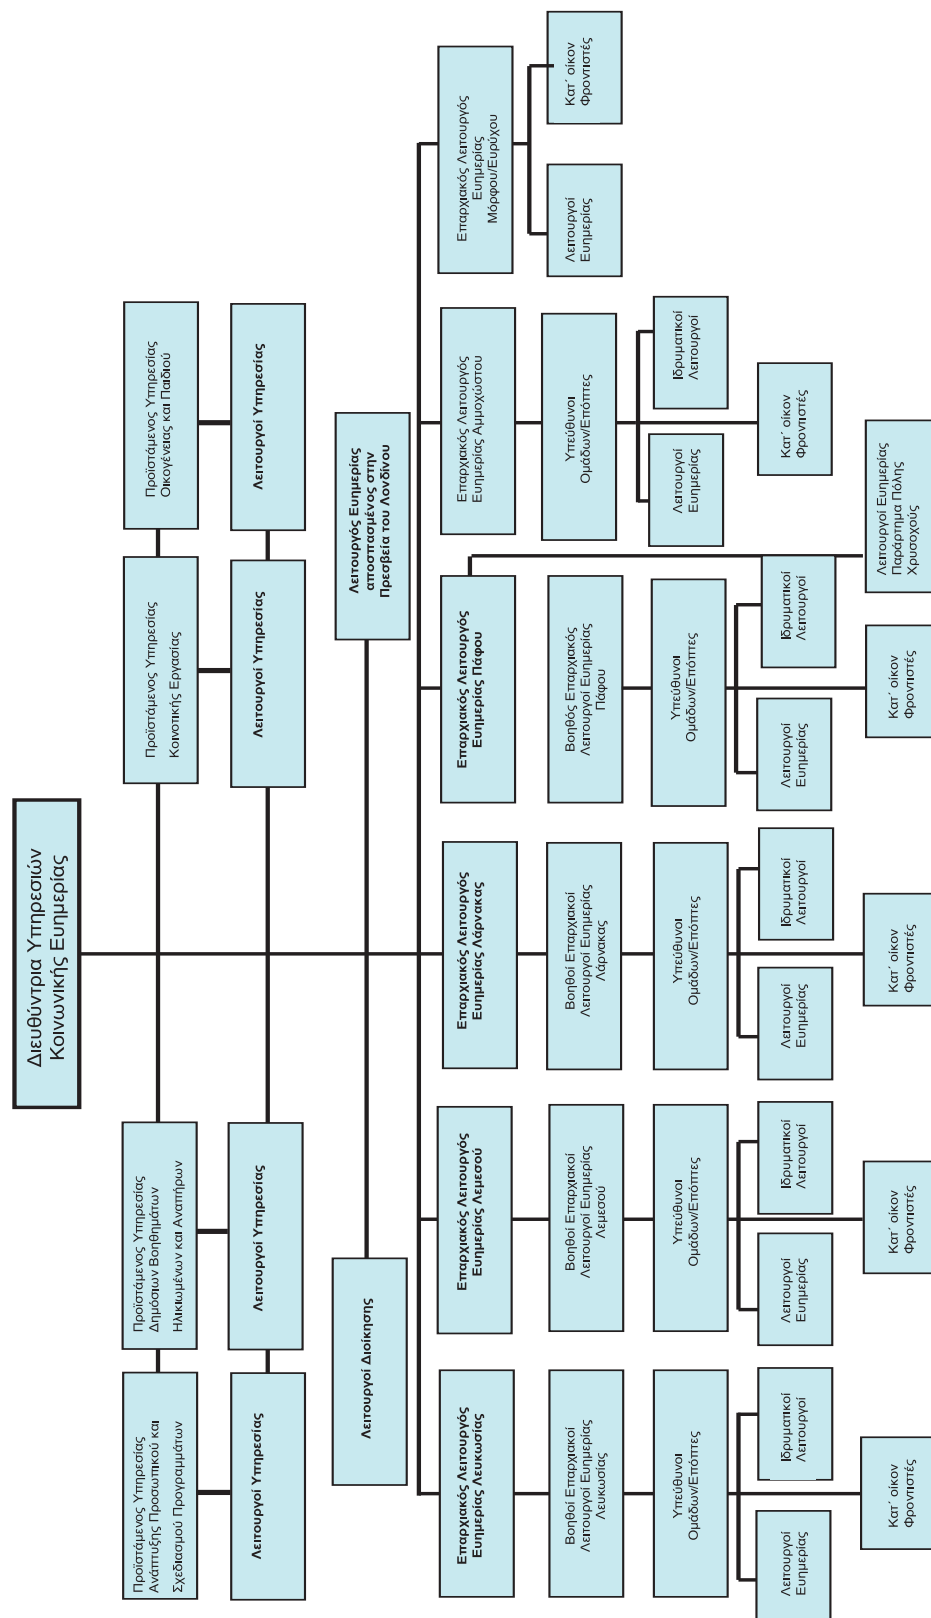 Διευθύντρια Υπηρεσιών
Κοινωνικής Ευημερίας
Προϊστάμενος Υπηρεσίας
Ανάπτυξης Προσωπικού και
Σχεδιασμού Προγραμμάτων
Προϊστάμενος Υπηρεσίας
Δημόσιων Βοηθημάτων
Ηλικιωμένων και Αναπήρων
Προϊστάμενος Υπηρεσίας
Κοινοτικής Εργασίας
Προϊστάμενος Υπηρεσίας
Οικογένειας και Παιδιού
Λειτουργοί Υπηρεσίας
Λειτουργοί Υπηρεσίας
Λειτουργοί Υπηρεσίας
Λειτουργοί Υπηρεσίας
Λειτουργοί Διοίκησης
Λειτουργός Ευημερίας
αποσπασμένος στην
Πρεσβεία του Λονδίνου
Επαρχιακός Λειτουργός
Ευημερίας Λευκωσίας
Επαρχιακός Λειτουργός
Ευημερίας Λεμεσού
Επαρχιακός Λειτουργός
Ευημερίας Λάρνακας
Επαρχιακός Λειτουργός
Ευημερίας Πάφου
Επαρχιακός Λειτουργός
Ευημερίας Αμμοχώστου
Επαρχιακός Λειτουργός
Ευημερίας
Μόρφου/Ευρύχου
Βοηθοί Επαρχιακοί
Λειτουργοί Ευημερίας
Λευκωσίας
Βοηθοί Επαρχιακοί
Λειτουργοί Ευημερίας
Λεμεσού
Βοηθοί Επαρχιακοί
Λειτουργοί Ευημερίας
Λάρνακας
Βοηθός Επαρχιακός
Λειτουργοί Ευημερίας
Πάφου
Υπεύθυνοι
Ομάδων/Επόπτες
Λειτουργοί
Ευημερίας
Κατ΄ οίκον
Φροντιστές
Υπεύθυνοι
Ομάδων/Επόπτες
Υπεύθυνοι
Ομάδων/Επόπτες
Υπεύθυνοι
Ομάδων/Επόπτες
Υπεύθυνοι
Ομάδων/Επόπτες
Λειτουργοί
Ευημερίας
Ιδρυματικοί
Λειτουργοί
Λειτουργοί
Ευημερίας
Ιδρυματικοί
Λειτουργοί
Λειτουργοί
Ευημερίας
Ιδρυματικοί
Λειτουργοί
Λειτουργοί
Ευημερίας
Ιδρυματικοί
Λειτουργοί
Λειτουργοί
Ευημερίας
Ιδρυματικοί
Λειτουργοί
Κατ΄ οίκον
Φροντιστές
Κατ΄ οίκον
Φροντιστές
Κατ΄ οίκον
Φροντιστές
Κατ΄ οίκον
Φροντιστές
Κατ΄ οίκον
Φροντιστές
Λειτουργοί Ευημερίας
Παράρτημα Πόλης
Χρυσοχούς